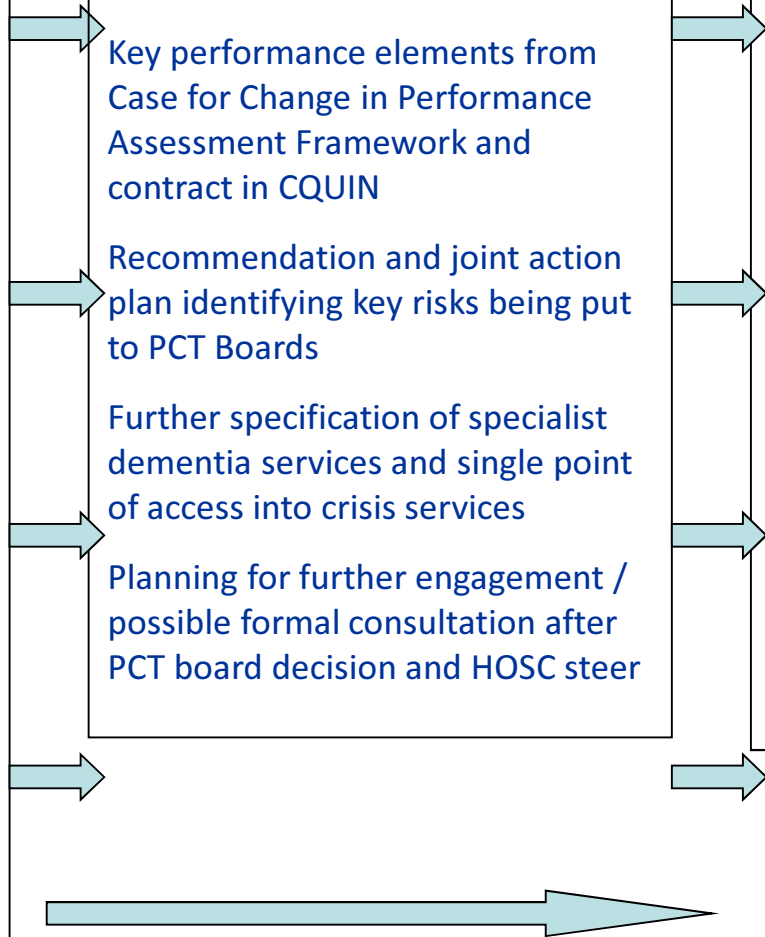 Key performance elements from
Case for Change in Performance
Assessment Framework and
contract in CQUIN
Recommendation and joint action
plan identifying key risks being put
to PCT Boards
Further specification of specialist
dementia services and single point
of access into crisis services
Planning for further engagement /
possible formal consultation after
PCT board decision and HOSC steer